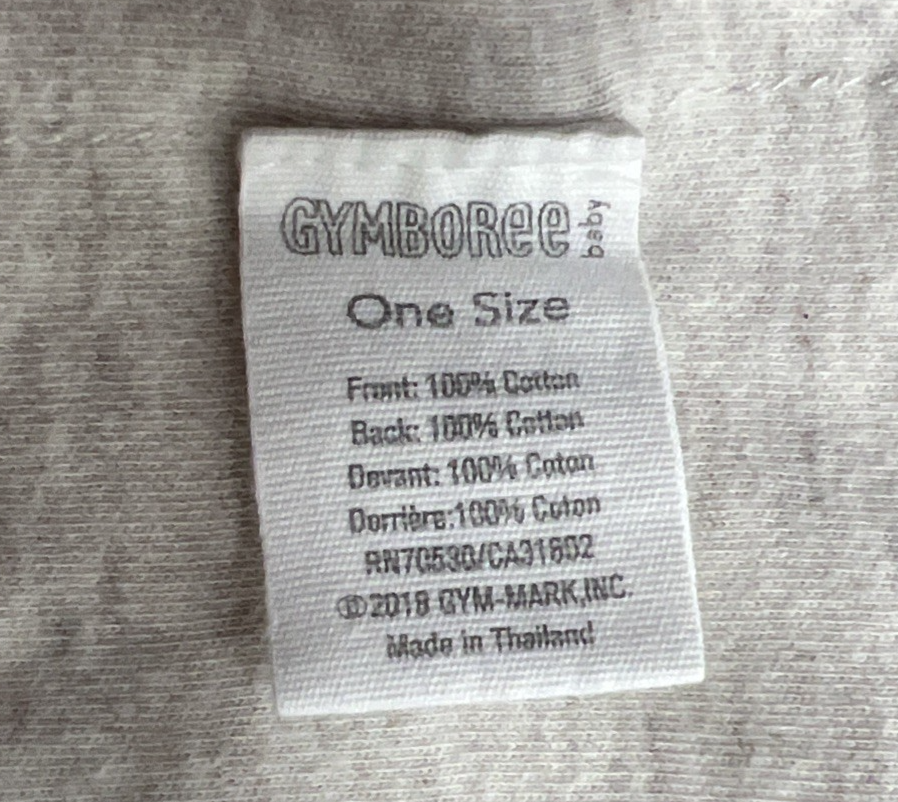 GYMBOREE baby
One Size
Front: 100% Cotton
Back: 100% Cotton
Devant: 100% Coton
Derrière:100% Coton
RN70530/CA31602
©2018 GYM-MARK,INC.
Made in Thailand